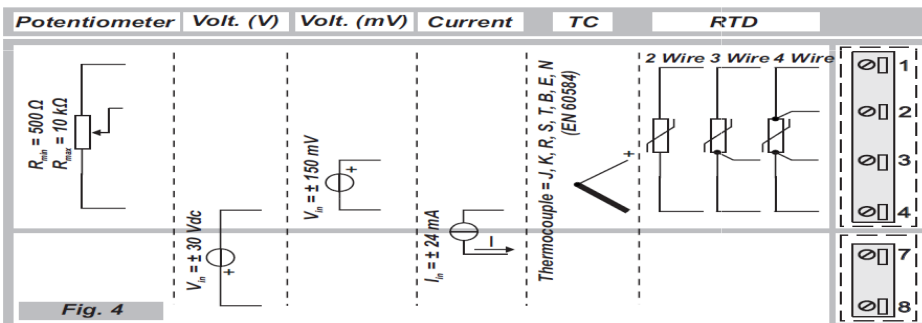 Potentiometer Volt. (V) Volt. (mV) Current TC RTD
2 Wire 3 Wire 4 Wire
Rmin = 500 Ω
Rmax = 10 kΩ
Vin = ± 30 Vdc
+
Vin = ± 150 mV
+
Iin = ± 24 mA
I
Thermocouple = J, K, R, S, T, B, E, N
(EN 60584)
+
1
2
3
4
7
8
Fig. 4